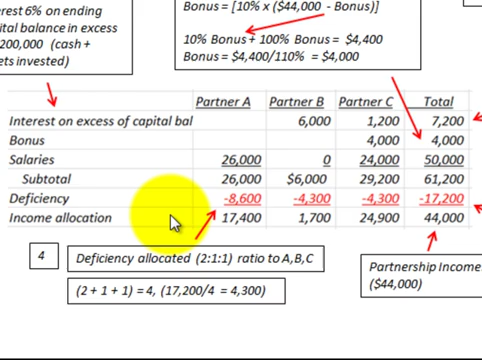 erest 6% on ending
ital balance in excess
200,000 (cash +
ets invested)
Bonus = [10% x ($44,000 - Bonus)]
10% Bonus + 100% Bonus = $4,400
Bonus = $4,400/110% = $4,000
Partner A Partner B Partner C Total
Interest on excess of capital bal 6,000 1,200 7,200
Bonus 4,000 4,000
Salaries 26,000 0 24,000 50,000
Subtotal 26,000 $6,000 29,200 61,200
Deficiency -8,600 -4,300 -4,300 -17,200
Income allocation 17,400 1,700 24,900 44,000
4 Deficiency allocated (2:1:1) ratio to A,B,C
(2 + 1 + 1) = 4, (17,200/4 = 4,300)
Partnership Income
($44,000)